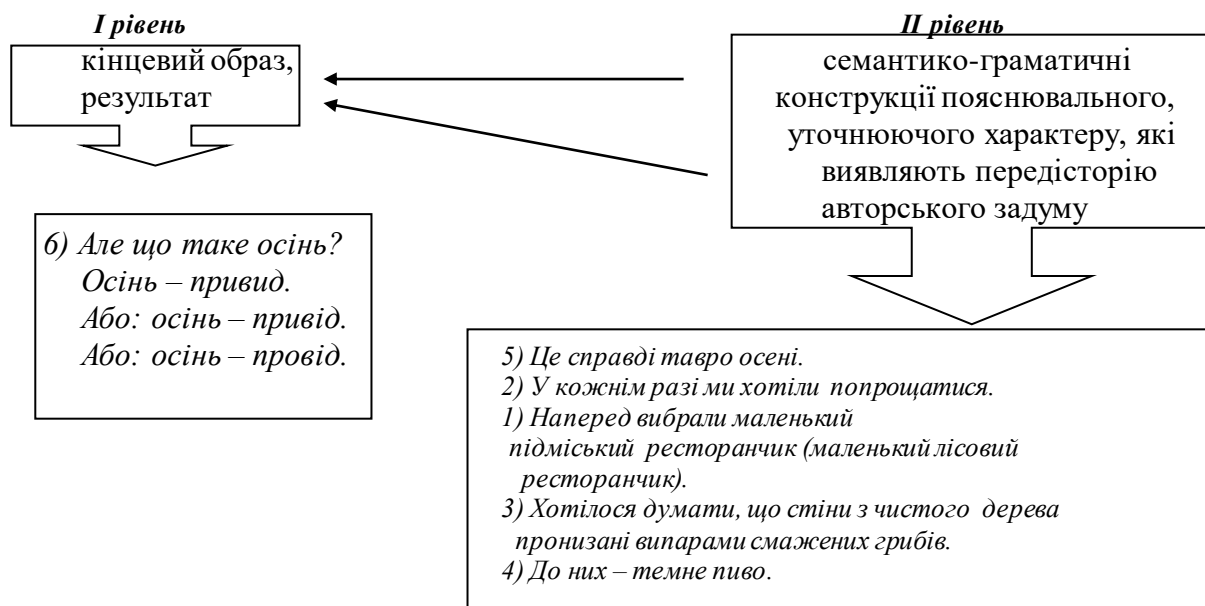 І рівень
кінцевий образ,
результат
6) Але що таке осінь?
Осінь – привид.
Або: осінь – привід.
Або: осінь – провід.
ІІ рівень
семантико-граматичні
конструкції пояснювального,
уточнюючого характеру, які
виявляють передісторію
авторського задуму
5) Це справді тавро осені.
2) У кожнім разі ми хотіли попрощатися.
1) Наперед вибрали маленький
підміський ресторанчик (маленький лісовий
ресторанчик).
3) Хотілося думати, що стіни з чистого дерева
пронизані випарами смажених грибів.
4) До них – темне пиво.